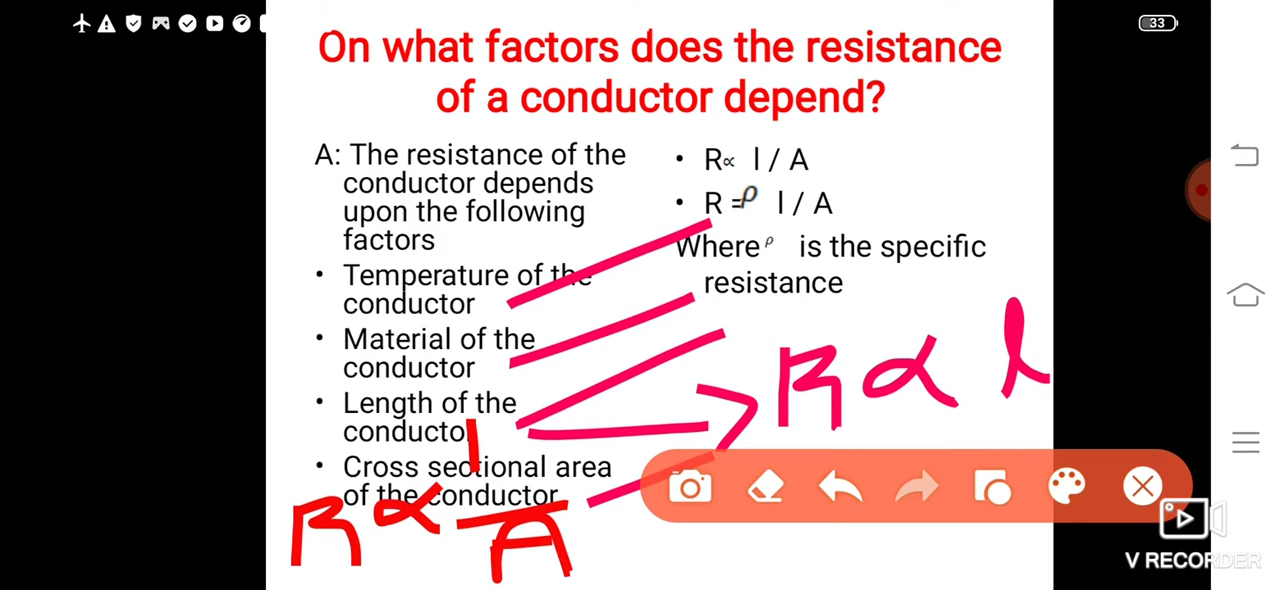 33
On what factors does the resistance
of a conductor depend?
A: The resistance of the
conductor depends
upon the following
factors
• Temperature of the
conductor
• Material of the
conductor
• Length of the
conductor
• Cross sectional area
of the conductor
• R∝ l / A
• R =ρ l / A
Where ρ is the specific
resistance
R ∝ l
R ∝ 1
A
V RECORDER